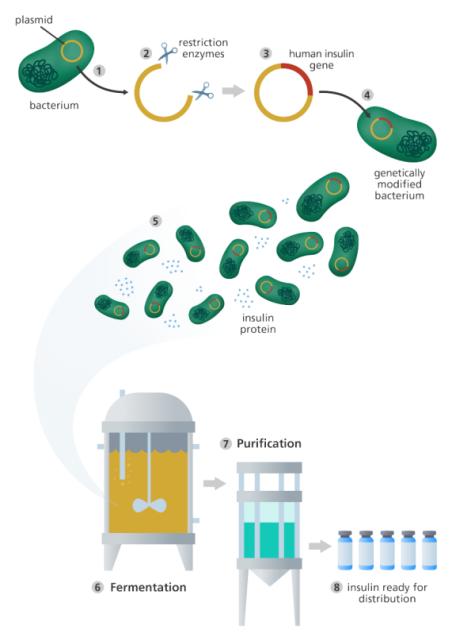 plasmid
1
bacterium
2
restriction
enzymes
3
human insulin
gene
4
genetically
modified
bacterium
5
insulin
protein
6 Fermentation
7 Purification
8 insulin ready for
distribution